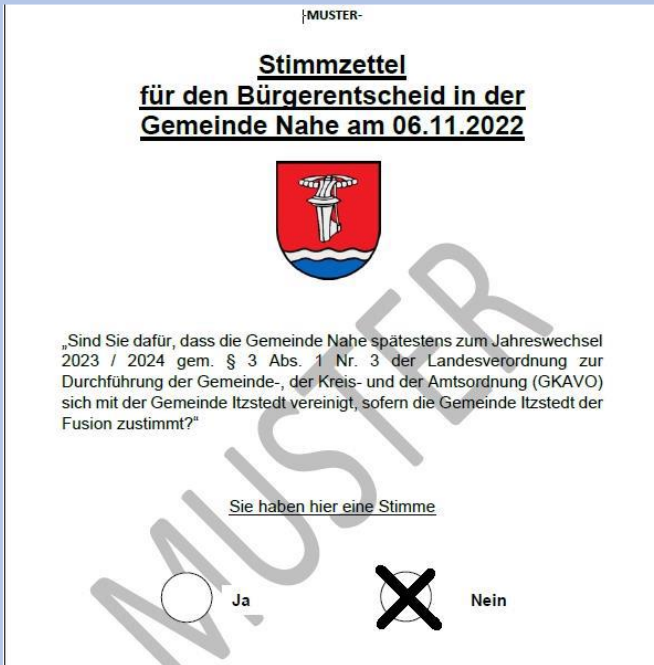 -MUSTER-
Stimmzettel
für den Bürgerentscheid in der
Gemeinde Nahe am 06.11.2022
„Sind Sie dafür, dass die Gemeinde Nahe spätestens zum Jahreswechsel
2023 / 2024 gem. § 3 Abs. 1 Nr. 3 der Landesverordnung zur
Durchführung der Gemeinde-, der Kreis- und der Amtsordnung (GKAVO)
sich mit der Gemeinde Itzstedt vereinigt, sofern die Gemeinde Itzstedt der
Fusion zustimmt?“
MUSTER
Sie haben hier eine Stimme
Ja Nein